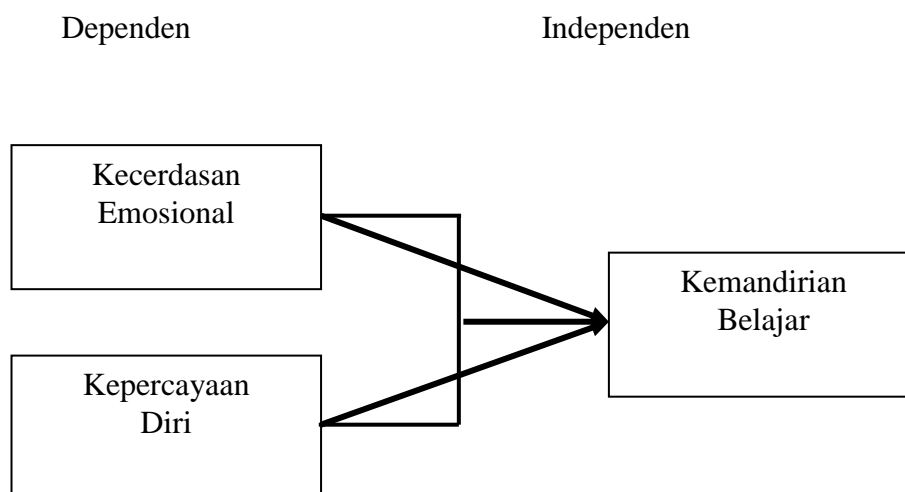 Dependen
Independen
Kecerdasan
Emosional
Kemandirian
Belajar
Kepercayaan
Diri